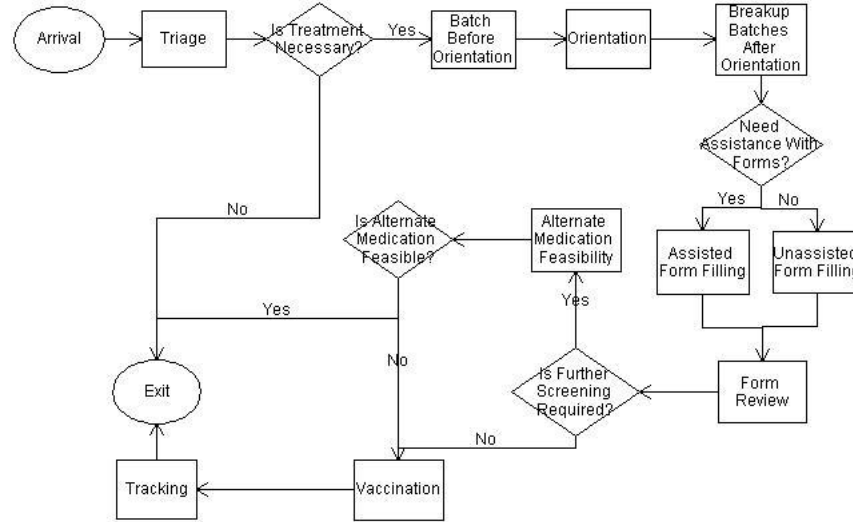 Arrival
Triage
Is Treatment
Necessary?
Yes
Batch
Before
Orientation
Orientation
Breakup
Batches
After
Orientation
Need
Assistance With
Forms?
Yes
No
No
Is Alternate
Medication
Feasible?
Alternate
Medication
Feasibility
Assisted
Form Filling
Unassisted
Form Filling
Yes
Yes
No
Exit
Is Further
Screening
Required?
Form
Review
No
Tracking
Vaccination